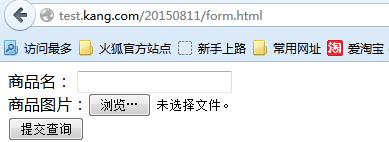 test.kang.com/20150811/form.html
访问最多 火狐官方站点 新手上路 常用网址 淘 爱淘宝
商品名：
商品图片： 浏览… 未选择文件。
提交查询